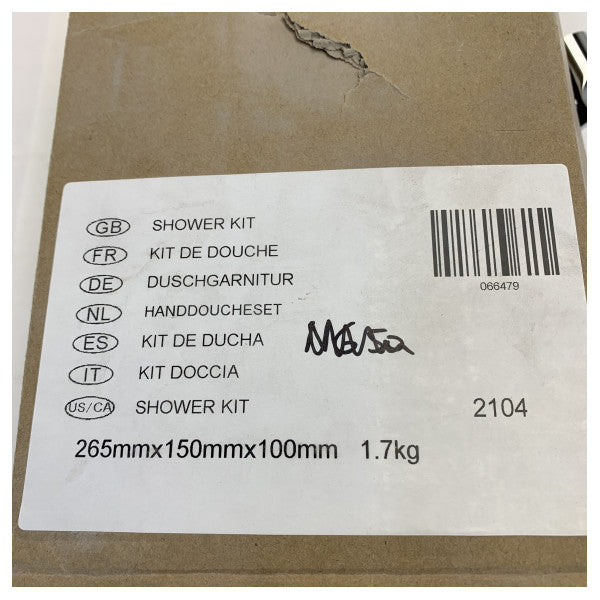 GB SHOWER KIT
FR KIT DE DOUCHE
DE DUSCHGARNITUR
NL HANDDOUCHESET
ES KIT DE DUCHA
IT KIT DOCCIA
US/CA SHOWER KIT
066479
2104
265mmx150mmx100mm 1.7kg